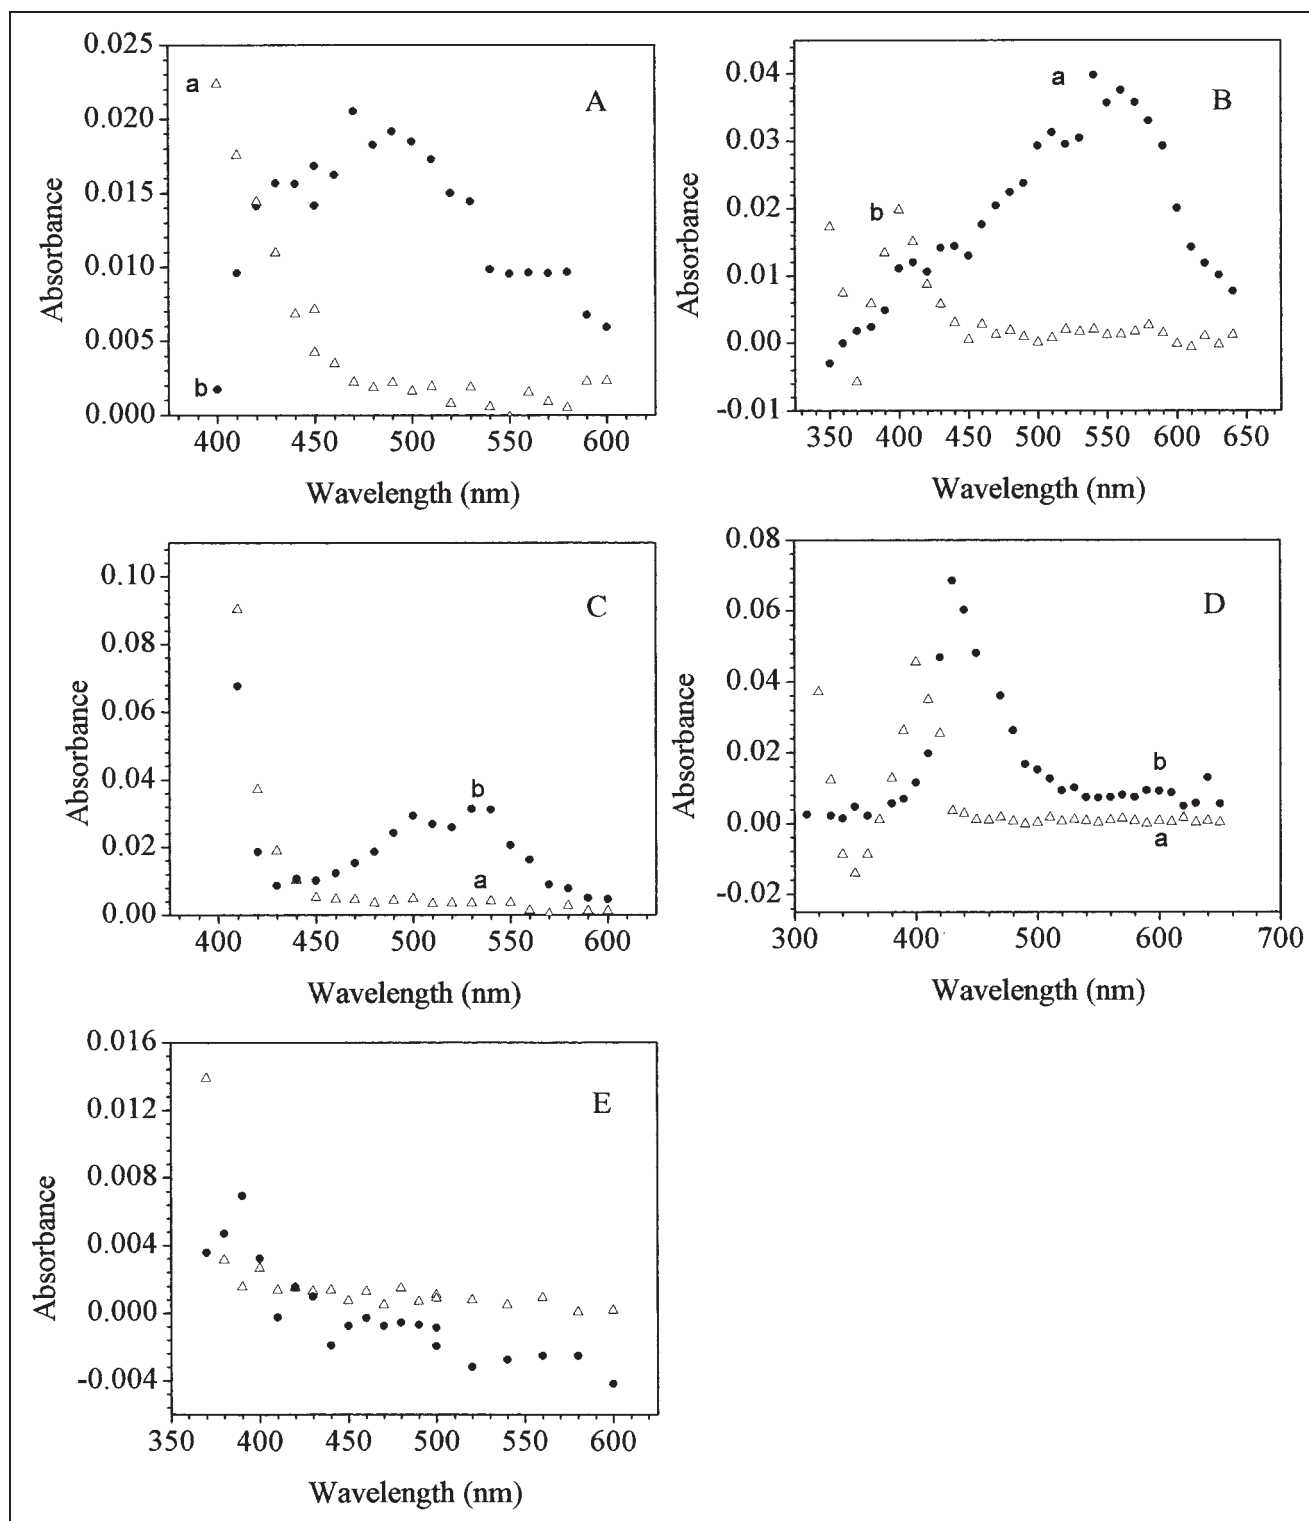 A
a
b
0.025
0.020
0.015
0.010
0.005
0.000
400 450 500 550 600
Absorbance
Wavelength (nm)
B
a
b
0.04
0.03
0.02
0.01
0.00
-0.01
350 400 450 500 550 600 650
Absorbance
Wavelength (nm)
C
b
a
0.10
0.08
0.06
0.04
0.02
0.00
400 450 500 550 600
Absorbance
Wavelength (nm)
D
b
a
0.08
0.06
0.04
0.02
0.00
-0.02
300 400 500 600 700
Absorbance
Wavelength (nm)
E
0.016
0.012
0.008
0.004
0.000
-0.004
350 400 450 500 550 600
Absorbance
Wavelength (nm)